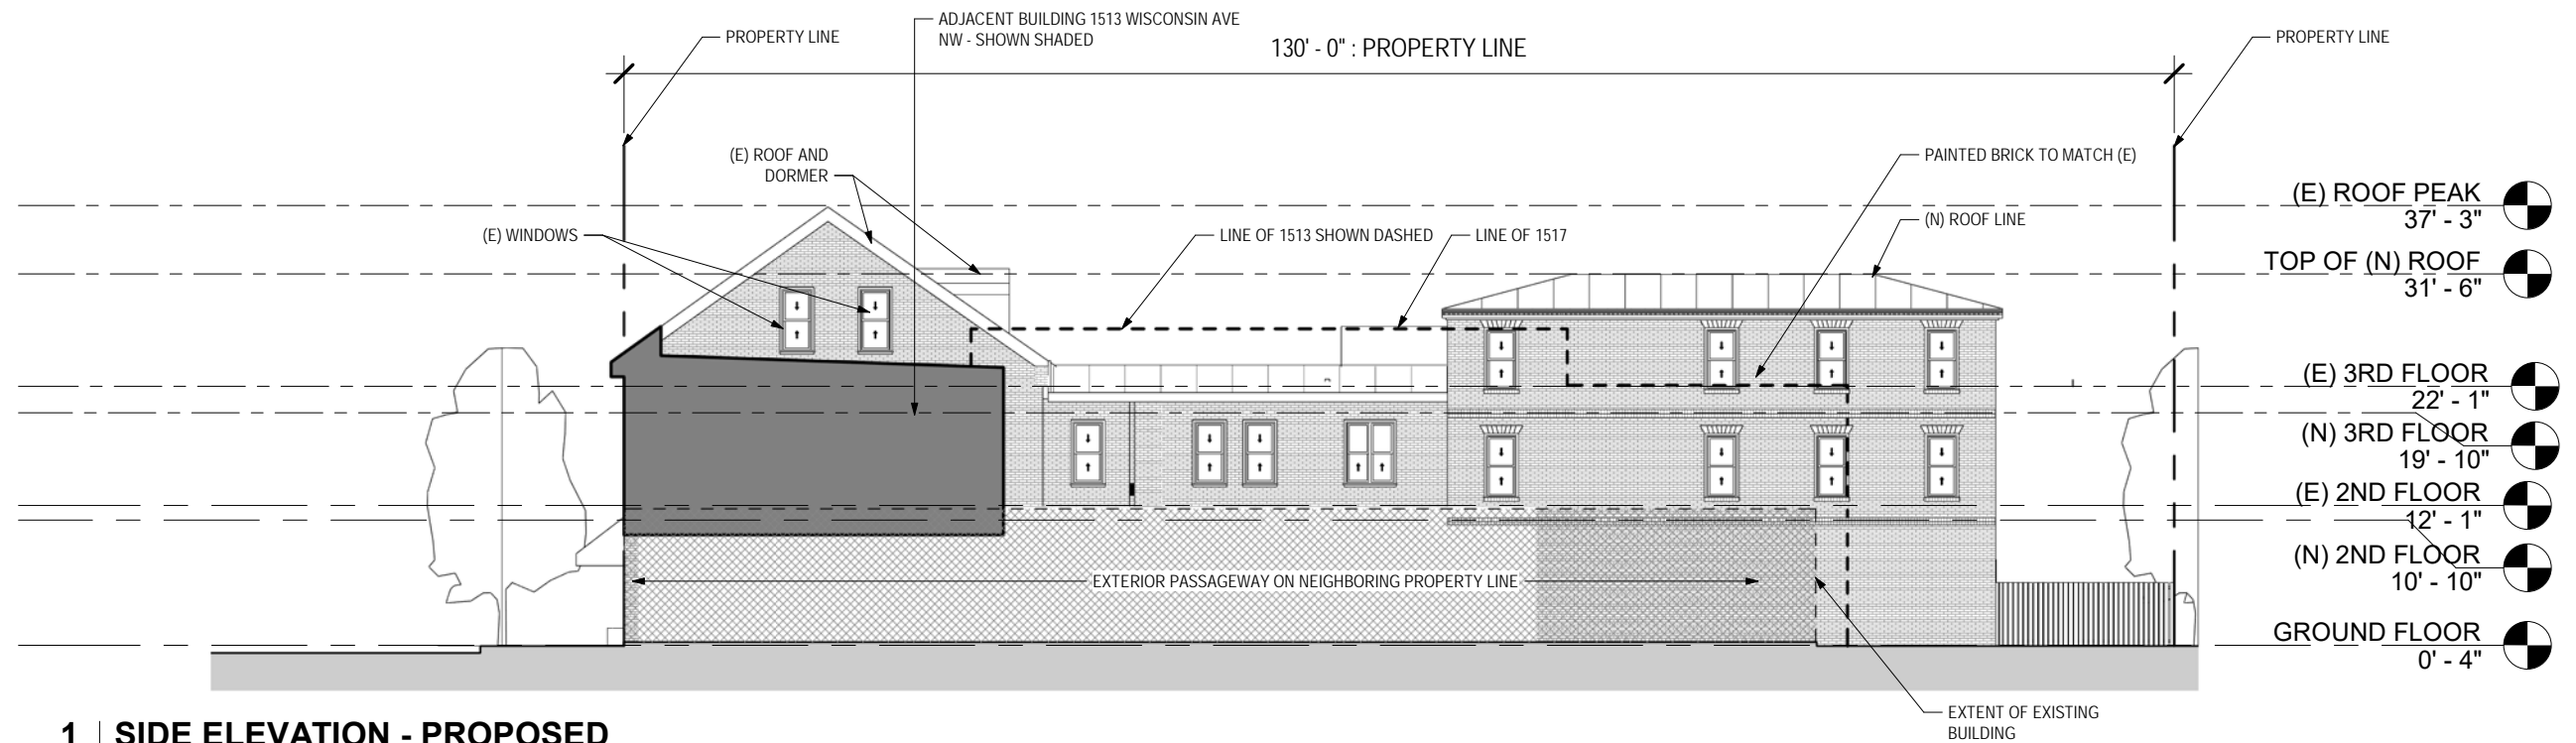 ADJACENT BUILDING 1513 WISCONSIN AVE
NW - SHOWN SHADED
PROPERTY LINE
130' - 0" : PROPERTY LINE
PROPERTY LINE
(E) ROOF AND
DORMER
PAINTED BRICK TO MATCH (E)
(E) ROOF PEAK
37' - 3"
(E) WINDOWS
LINE OF 1513 SHOWN DASHED
LINE OF 1517
(N) ROOF LINE
TOP OF (N) ROOF
31' - 6"
(E) 3RD FLOOR
22' - 1"
(N) 3RD FLOOR
19' - 10"
(E) 2ND FLOOR
12' - 1"
(N) 2ND FLOOR
10' - 10"
EXTERIOR PASSAGEWAY ON NEIGHBORING PROPERTY LINE
GROUND FLOOR
0' - 4"
EXTENT OF EXISTING
BUILDING
1 | SIDE ELEVATION - PROPOSED